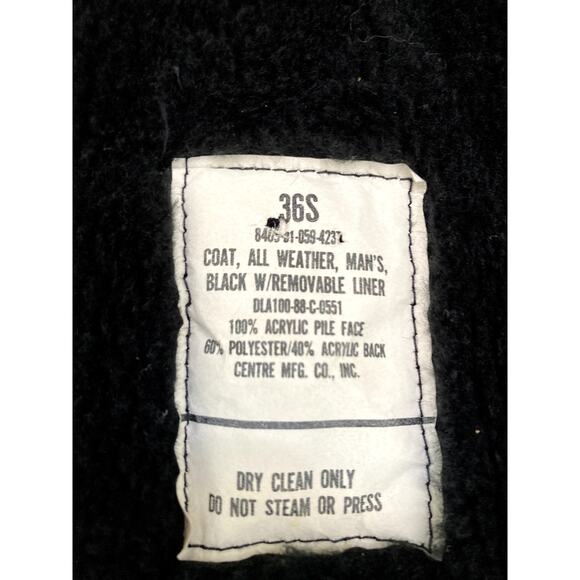 36S
8405-01-059-4237
COAT, ALL WEATHER, MAN'S,
BLACK W/REMOVABLE LINER
DLA100-88-C-0551
100% ACRYLIC PILE FACE
60% POLYESTER/40% ACRYLIC BACK
CENTRE MFG. CO., INC.
DRY CLEAN ONLY
DO NOT STEAM OR PRESS